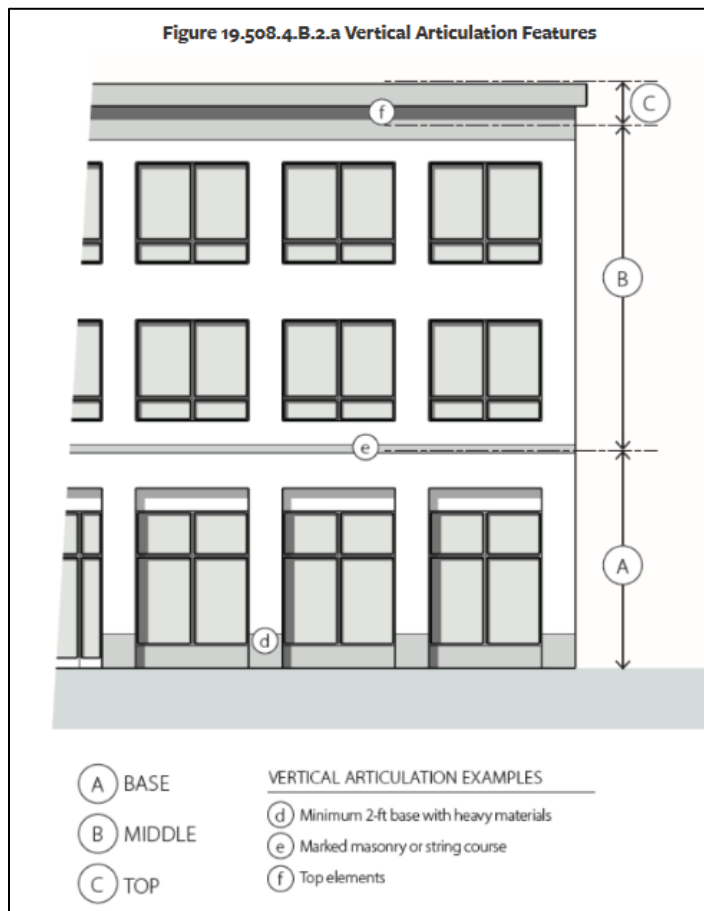 Figure 19.508.4.B.2.a Vertical Articulation Features
C
f
B
e
A
d
A BASE
B MIDDLE
C TOP
VERTICAL ARTICULATION EXAMPLES
d Minimum 2-ft base with heavy materials
e Marked masonry or string course
f Top elements